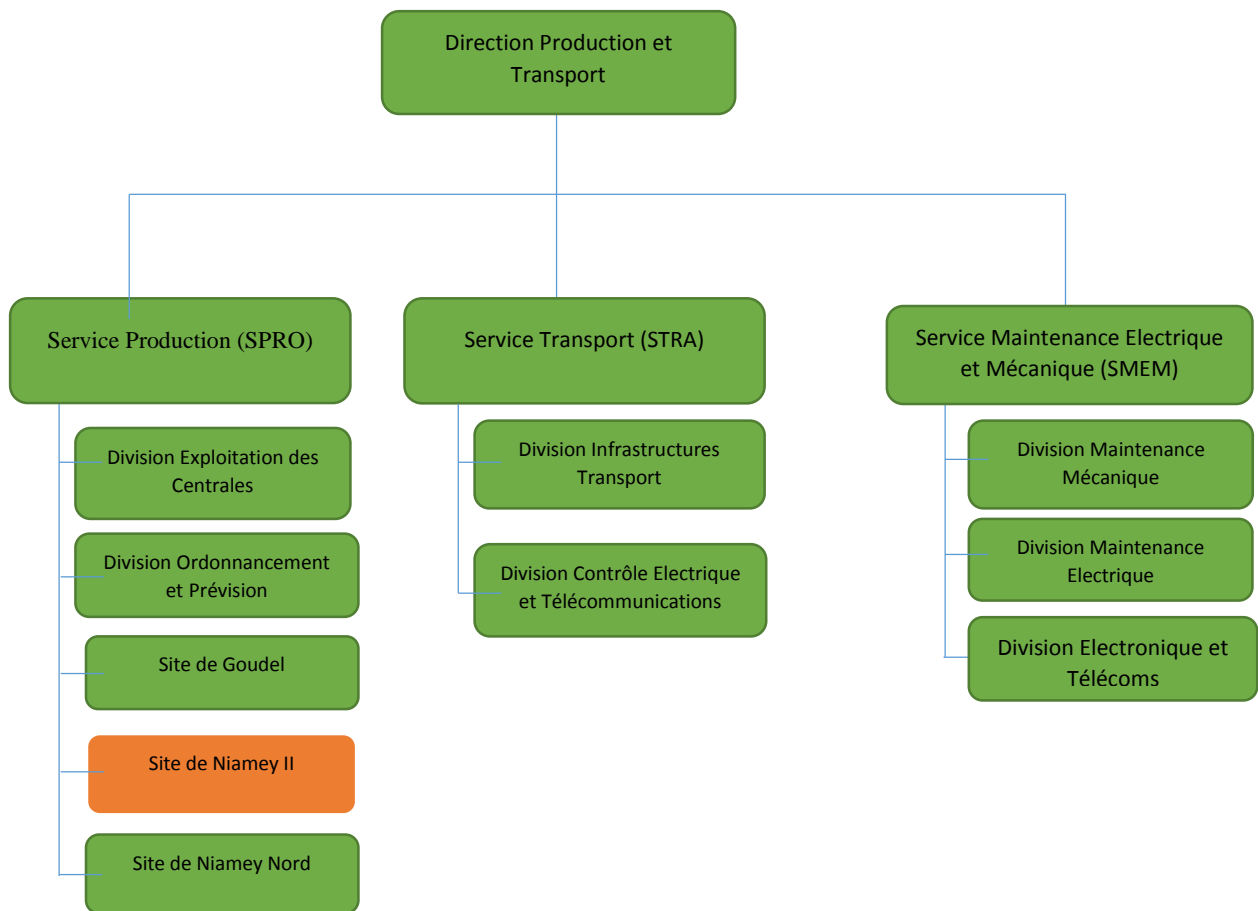 Direction Production et
Transport
Service Production (SPRO)
Division Exploitation des
Centrales
Division Ordonnancement
et Prévision
Site de Goudel
Site de Niamey II
Site de Niamey Nord
Service Transport (STRA)
Division Infrastructures
Transport
Division Contrôle Electrique
et Télécommunications
Service Maintenance Electrique
et Mécanique (SMEM)
Division Maintenance
Mécanique
Division Maintenance
Electrique
Division Electronique et
Télécoms